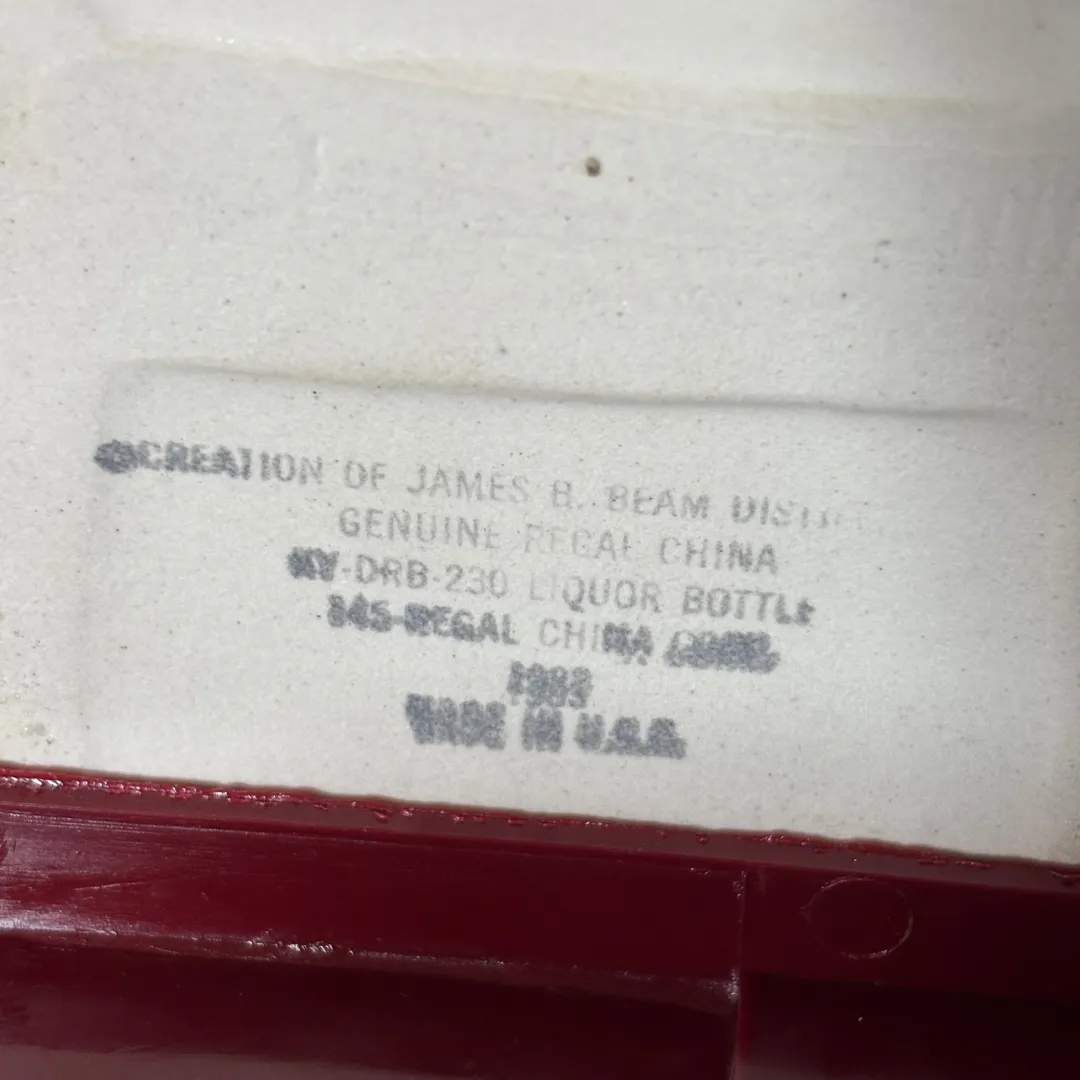 CREATION OF JAMES B. BEAM
GENUINE REGAL CHINA
KY-DRB-230 LIQUOR BOTTLE
REGAL CHINA
MADE IN U.S.A.